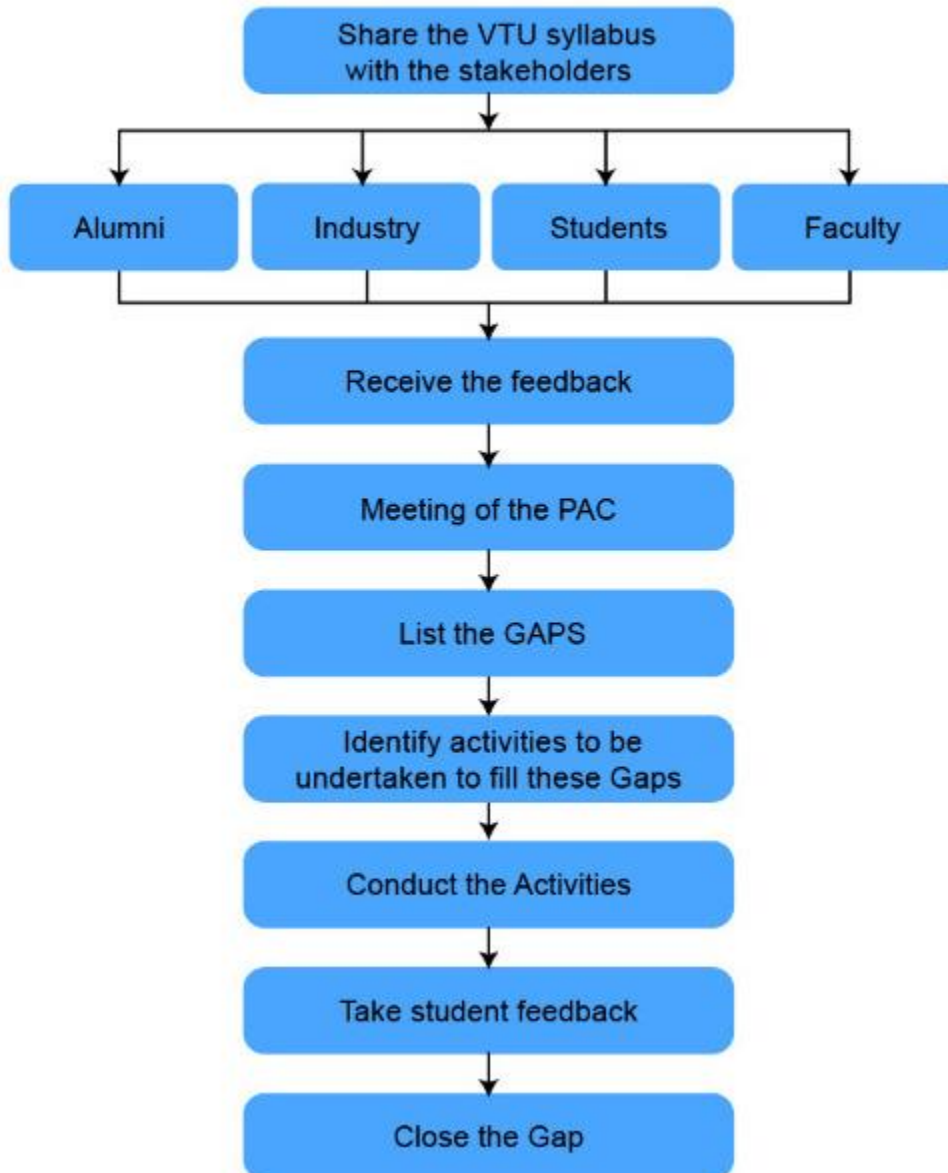 Share the VTU syllabus
with the stakeholders
Alumni
Industry
Students
Faculty
Receive the feedback
Meeting of the PAC
List the GAPS
Identify activities to be
undertaken to fill these Gaps
Conduct the Activities
Take student feedback
Close the Gap